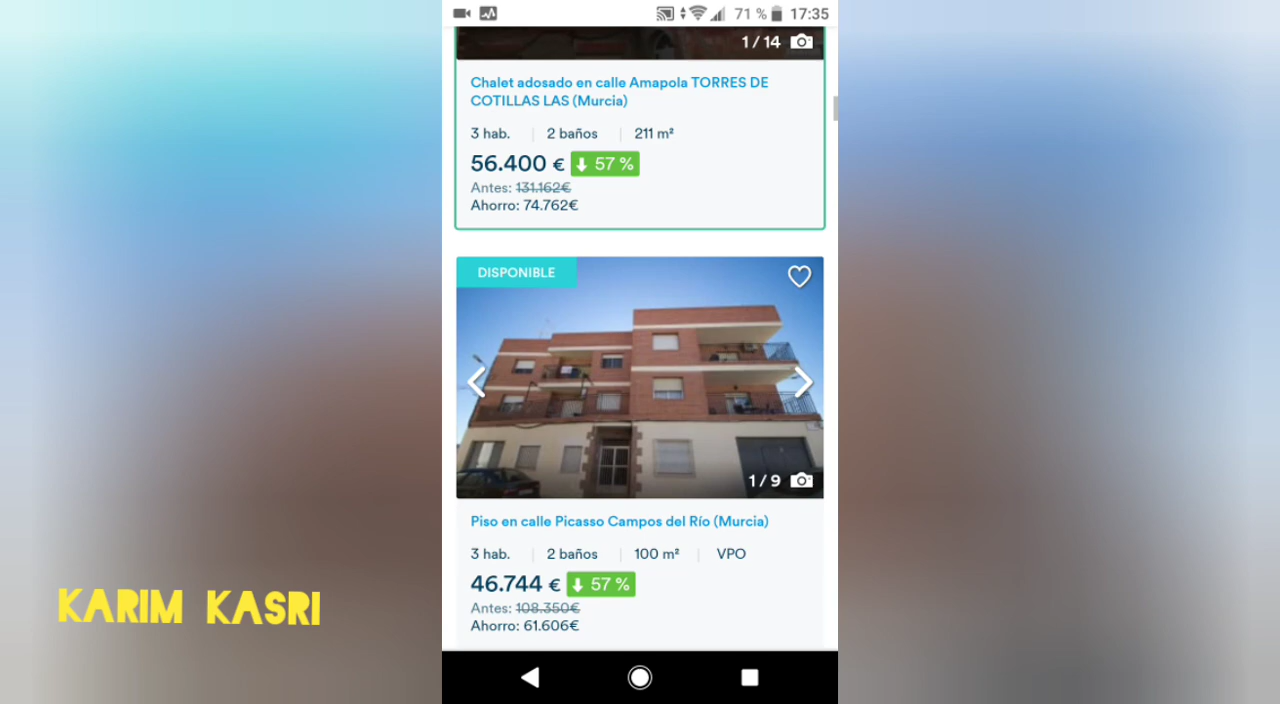 71 %
17:35
1 / 14
Chalet adosado en calle Amapola TORRES DE
COTILLAS LAS (Murcia)
3 hab. | 2 baños | 211 m²
56.400 € 57 %
Antes: 131.162€
Ahorro: 74.762€
DISPONIBLE
1 / 9
Piso en calle Picasso Campos del Río (Murcia)
3 hab. | 2 baños | 100 m² | VPO
46.744 € 57 %
Antes: 108.350€
Ahorro: 61.606€
KARIM KASRI